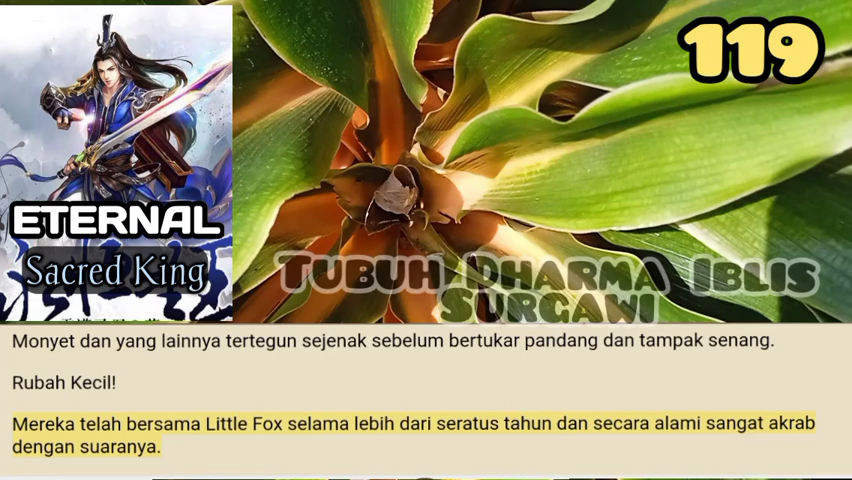 119
ETERNAL
Sacred King
Tubuh Dharma Iblis
Surgawi
Monyet dan yang lainnya tertegun sejenak sebelum bertukar pandang dan tampak senang.
Rubah Kecil!
Mereka telah bersama Little Fox selama lebih dari seratus tahun dan secara alami sangat akrab
dengan suaranya.